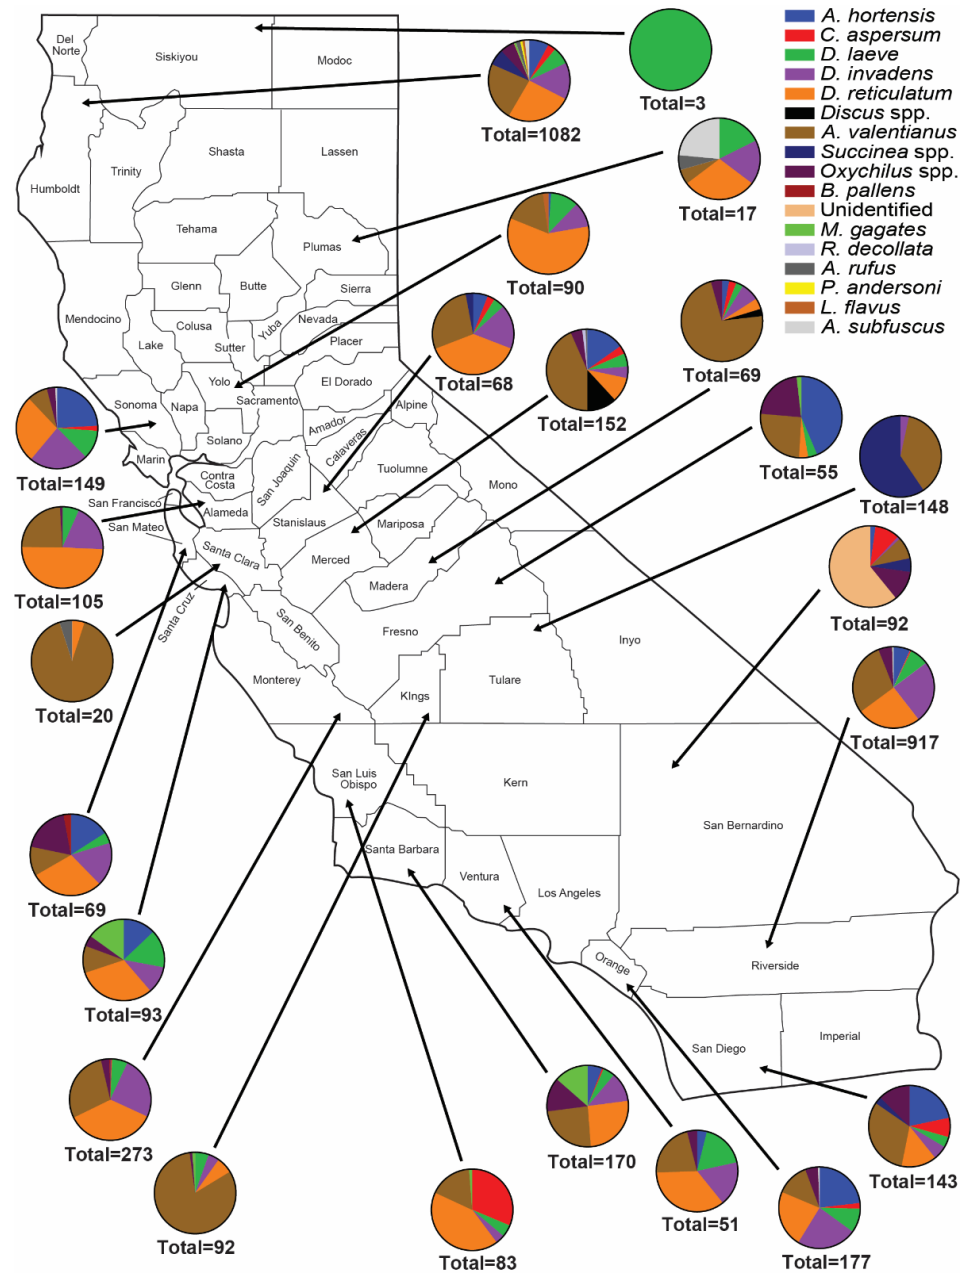 A. hortensis
C. aspersum
D. laeve
D. invadens
D. reticulatum
Discus spp.
A. valentianus
Succinea spp.
Oxychilus spp.
B. pallens
Unidentified
M. gagates
R. decollata
A. rufus
P. andersoni
L. flavus
A. subfuscus
Del
Norte
Siskiyou
Modoc
Total=3
Total=1082
Humboldt
Trinity
Shasta
Lassen
Total=17
Tehama
Plumas
Total=90
Glenn
Butte
Sierra
Mendocino
Colusa
Yuba
Nevada
Lake
Sutter
Placer
Total=68
Total=69
Yolo
El Dorado
Sonoma
Napa
Sacramento
Alpine
Total=152
Solano
Amador
Marin
Calaveras
Total=149
Contra
Costa
San Joaquin
Tuolumne
Mono
Total=55
San Francisco
Alameda
Total=148
San Mateo
Stanislaus
Mariposa
Santa Clara
Merced
Total=105
Madera
Santa Cruz
San Benito
Total=92
Fresno
Inyo
Monterey
KIngs
Tulare
Total=20
Total=917
San Luis
Obispo
Kern
San Bernardino
Santa Barbara
Ventura
Los Angeles
Total=69
Orange
Riverside
Total=93
San Diego
Imperial
Total=273
Total=170
Total=143
Total=51
Total=92
Total=83
Total=177